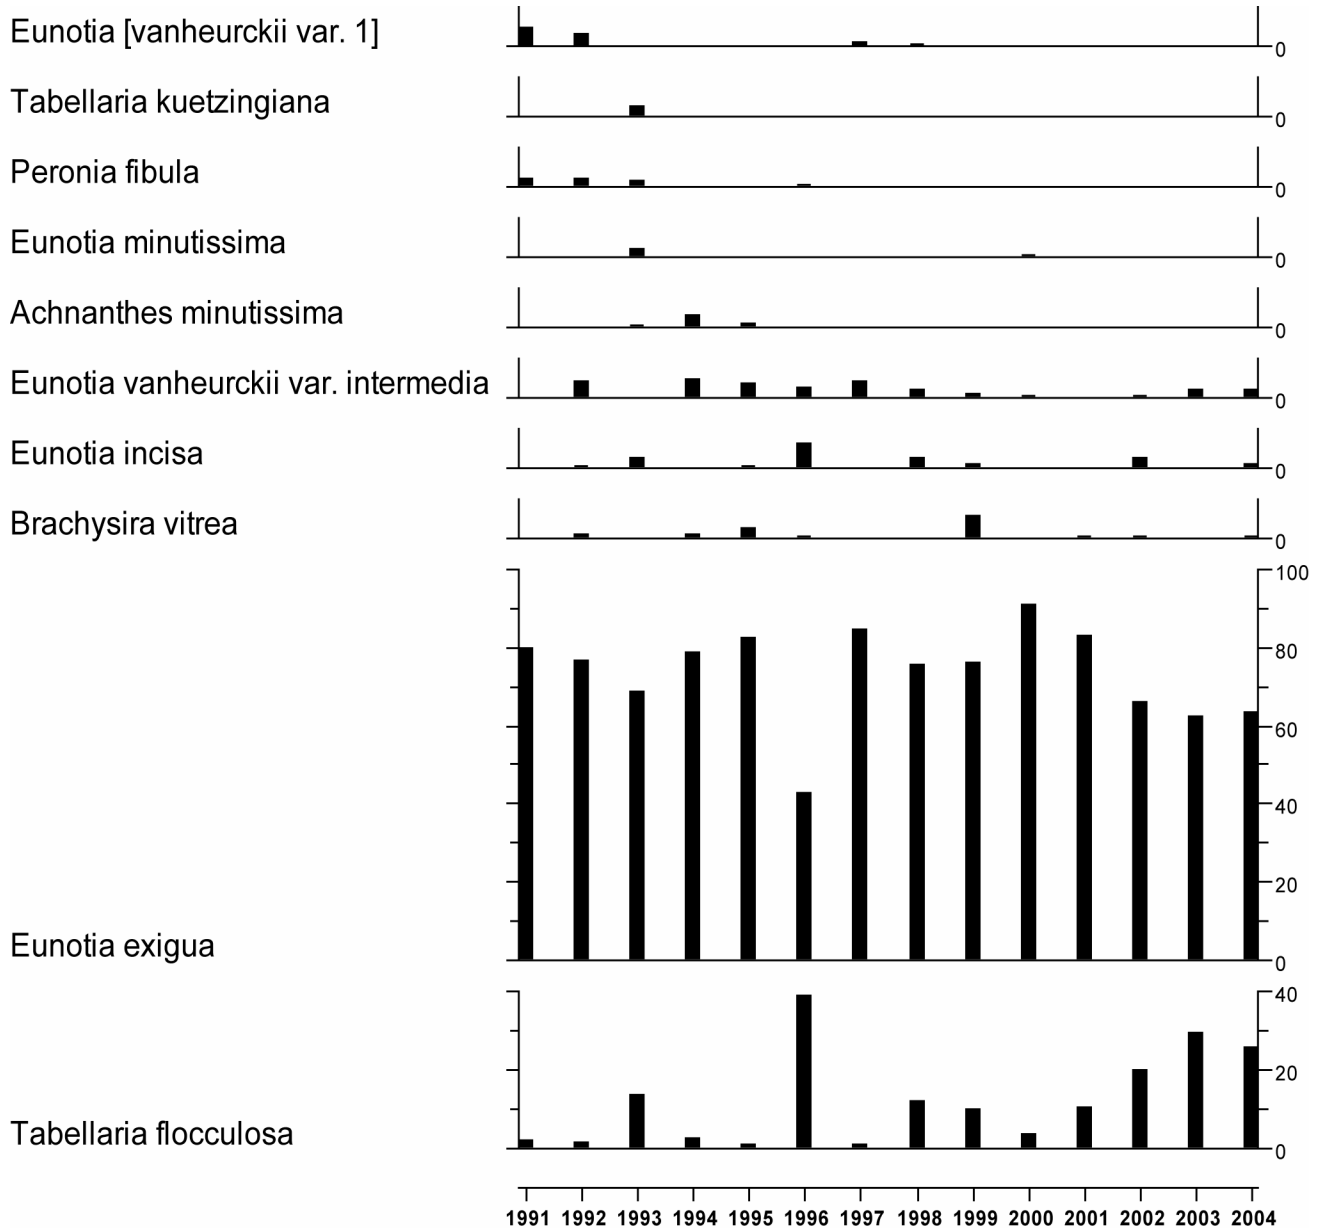 Eunotia [vanheurckii var. 1]
0
Tabellaria kuetzingiana
0
Peronia fibula
0
Eunotia minutissima
0
Achnanthes minutissima
0
Eunotia vanheurckii var. intermedia
0
Eunotia incisa
0
Brachysira vitrea
0
100
80
60
40
20
Eunotia exigua
0
40
20
Tabellaria flocculosa
0
1991 1992 1993 1994 1995 1996 1997 1998 1999 2000 2001 2002 2003 2004